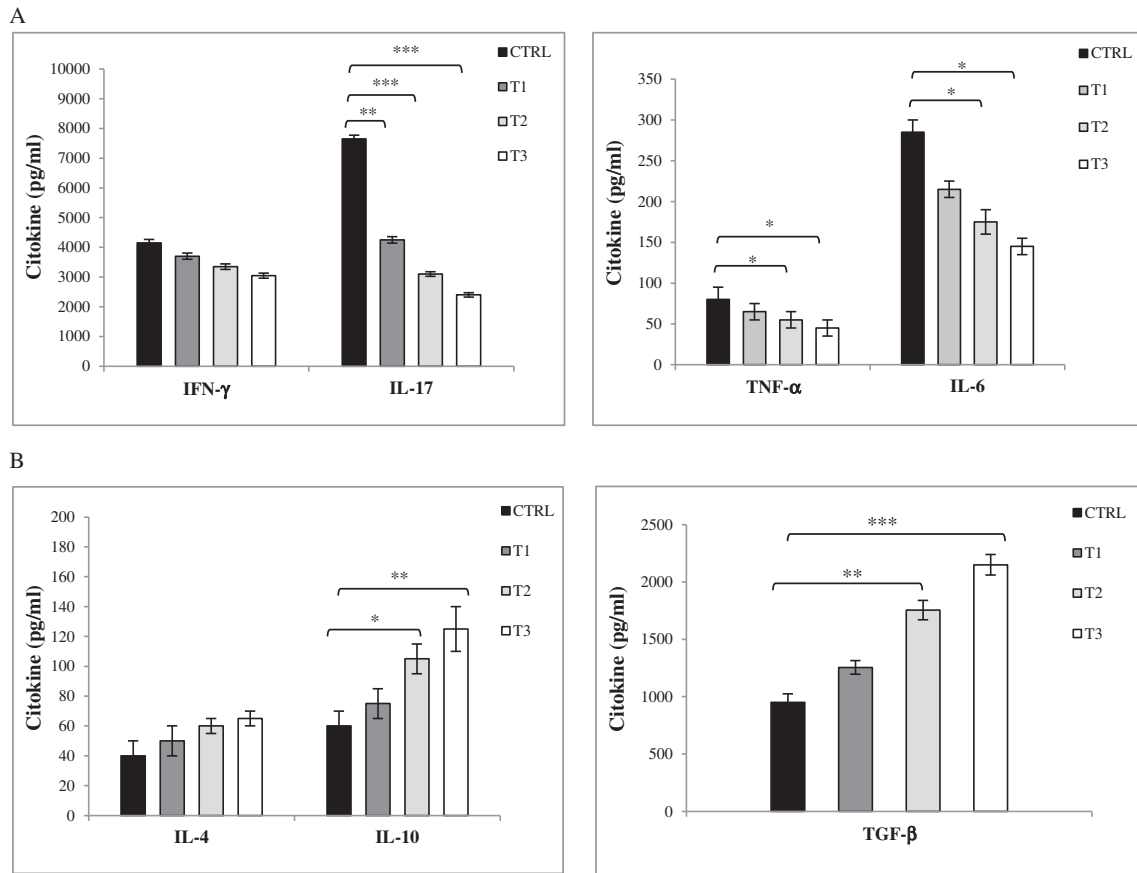 A
CTRL
T1
T2
T3
10000
9000
8000
7000
6000
5000
4000
3000
2000
1000
0
Citokine (pg/ml)
***
***
**
IFN-γ
IL-17
CTRL
T1
T2
T3
350
300
250
200
150
100
50
0
Citokine (pg/ml)
*
*
*
*
TNF-α
IL-6
B
CTRL
T1
T2
T3
200
180
160
140
120
100
80
60
40
20
0
Citokine (pg/ml)
**
*
IL-4
IL-10
CTRL
T1
T2
T3
2500
2000
1500
1000
500
0
Citokine (pg/ml)
***
**
TGF-β